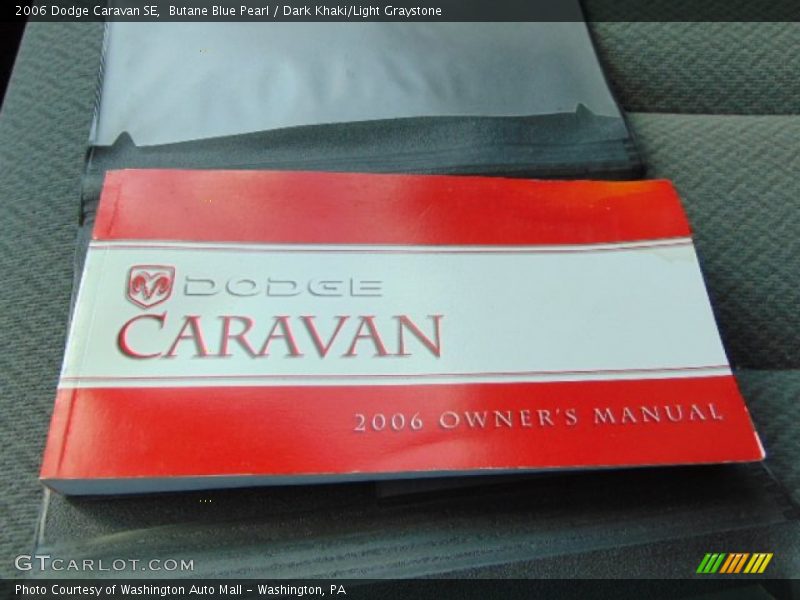 2006 Dodge Caravan SE,  Butane Blue Pearl / Dark Khaki/Light Graystone
DODGE
CARAVAN
2006 OWNER'S MANUAL
GTCARLOT.COM
Photo Courtesy of Washington Auto Mall - Washington, PA